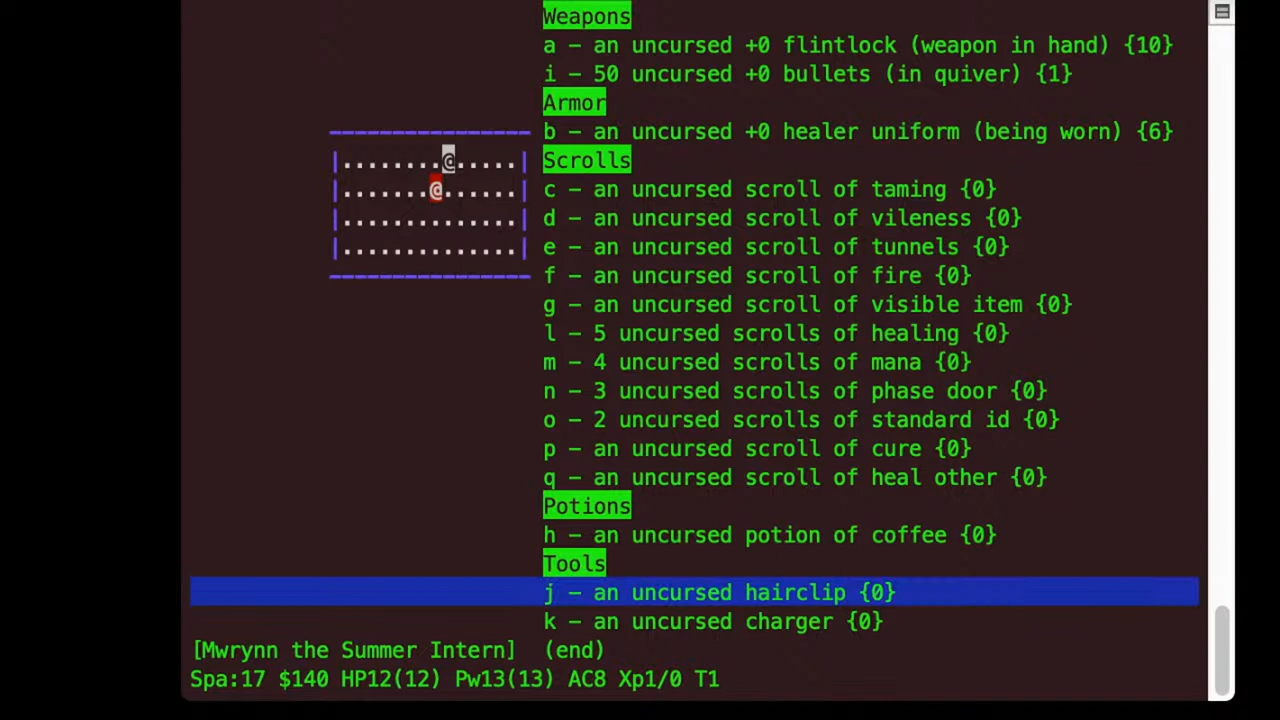 Weapons
a - an uncursed +0 flintlock (weapon in hand) {10}
i - 50 uncursed +0 bullets (in quiver) {1}
Armor
b - an uncursed +0 healer uniform (being worn) {6}
|........@.....| Scrolls
|.......@......| c - an uncursed scroll of taming {0}
|..............| d - an uncursed scroll of vileness {0}
|..............| e - an uncursed scroll of tunnels {0}
f - an uncursed scroll of fire {0}
g - an uncursed scroll of visible item {0}
l - 5 uncursed scrolls of healing {0}
m - 4 uncursed scrolls of mana {0}
n - 3 uncursed scrolls of phase door {0}
o - 2 uncursed scrolls of standard id {0}
p - an uncursed scroll of cure {0}
q - an uncursed scroll of heal other {0}
Potions
h - an uncursed potion of coffee {0}
Tools
j - an uncursed hairclip {0}
k - an uncursed charger {0}
[Mwrynn the Summer Intern] (end)
Spa:17 $140 HP12(12) Pw13(13) AC8 Xp1/0 T1